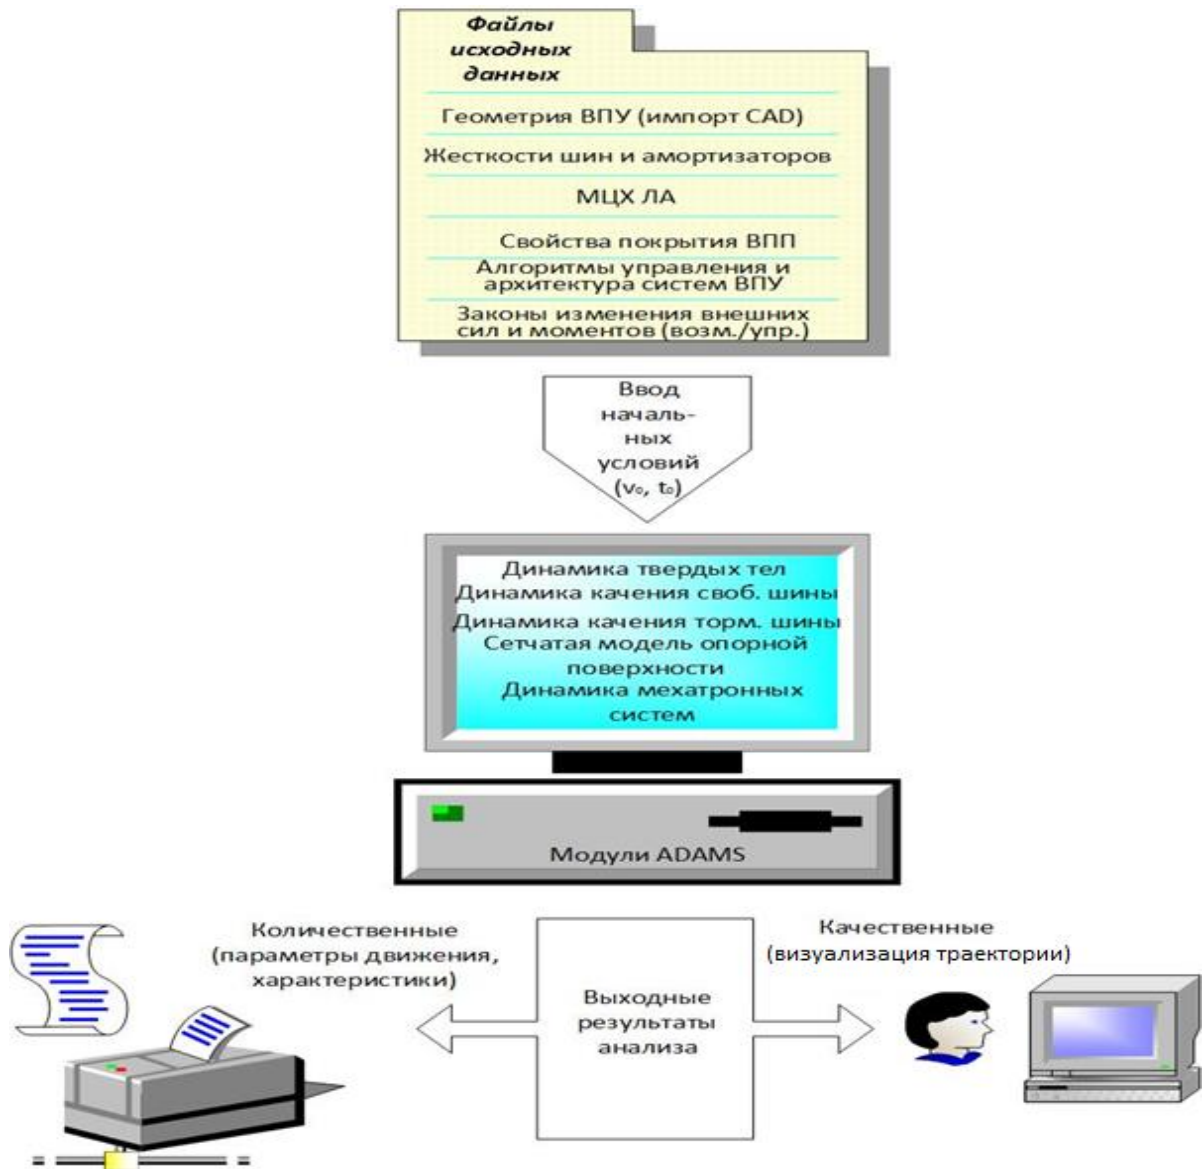 Файлы
исходных
данных
Геометрия ВПУ (импорт CAD)
Жесткости шин и амортизаторов
МЦХ ЛА
Свойства покрытия ВПП
Алгоритмы управления и
архитектура систем ВПУ
Законы изменения внешних
сил и моментов (возм./упр.)
Ввод
началь-
ных
условий
(v₀, t₀)
Динамика твердых тел
Динамика качения своб. шины
Динамика качения торм. шины
Сетчатая модель опорной
поверхности
Динамика мехатронных
систем
Модули ADAMS
Количественные
(параметры движения,
характеристики)
Выходные
результаты
анализа
Качественные
(визуализация траектории)